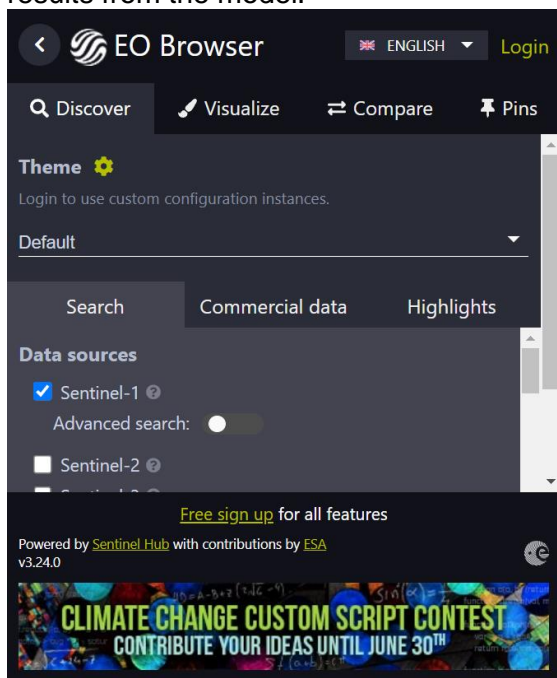 results from the model.
EO Browser ENGLISH Login
Discover Visualize Compare Pins
Theme
Login to use custom configuration instances.
Default
Search Commercial data Highlights
Data sources
Sentinel-1
Advanced search:
Sentinel-2
Free sign up for all features
Powered by Sentinel Hub with contributions by ESA
v3.24.0
CLIMATE CHANGE CUSTOM SCRIPT CONTEST
CONTRIBUTE YOUR IDEAS UNTIL JUNE 30TH